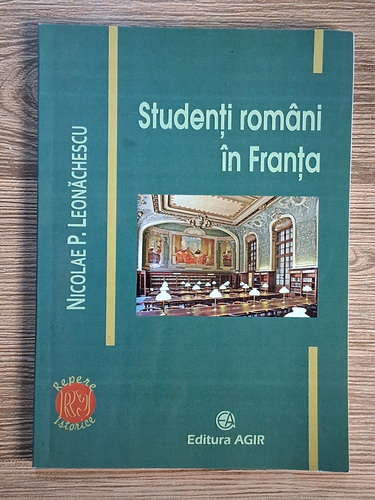 Studenți români
în Franța
NICOLAE P. LEONĂCHESCU
Repere
Istorice
Editura AGIR